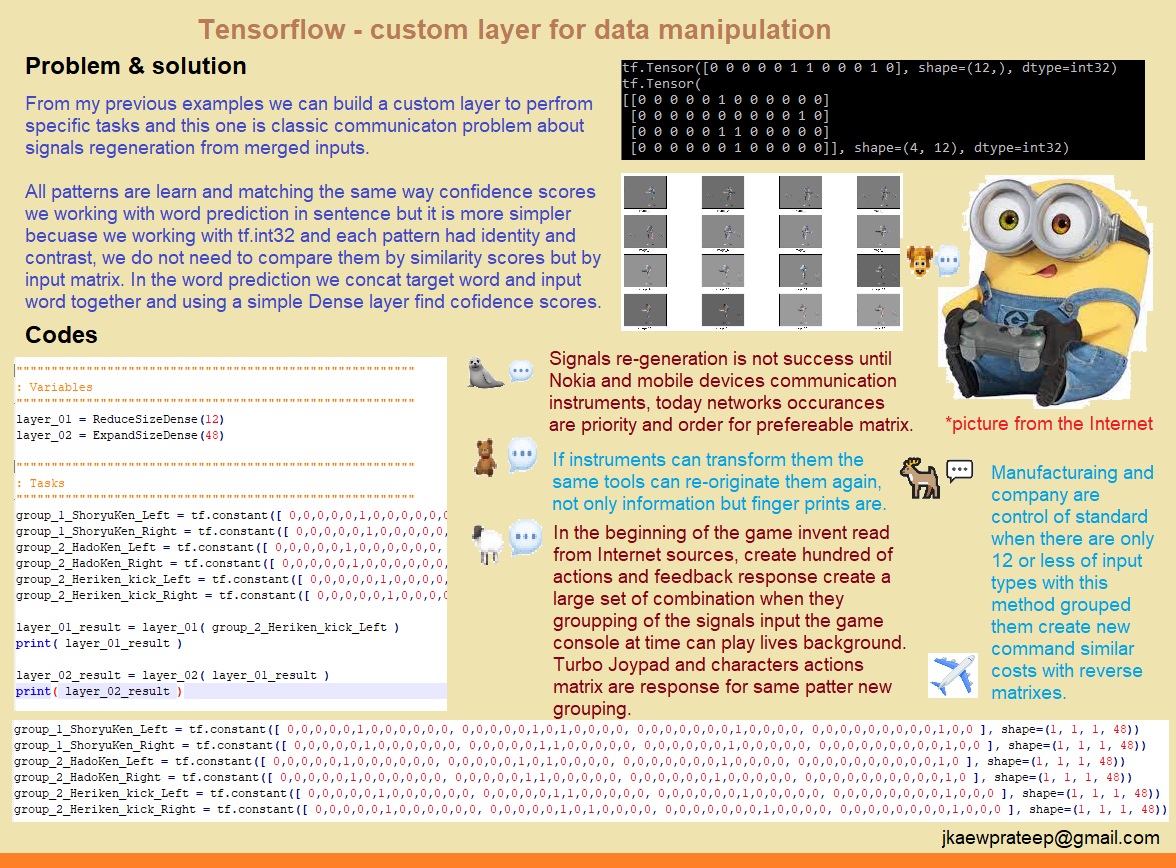 Tensorflow - custom layer for data manipulation
Problem & solution
From my previous examples we can build a custom layer to perfrom
specific tasks and this one is classic communicaton problem about
signals regeneration from merged inputs.
All patterns are learn and matching the same way confidence scores
we working with word prediction in sentence but it is more simpler
becuase we working with tf.int32 and each pattern had identity and
contrast, we do not need to compare them by similarity scores but by
input matrix. In the word prediction we concat target word and input
word together and using a simple Dense layer find cofidence scores.
tf.Tensor([0 0 0 0 0 1 1 0 0 0 1 0], shape=(12,), dtype=int32)
tf.Tensor(
[[0 0 0 0 0 1 0 0 0 0 0 0]
[0 0 0 0 0 0 0 0 0 0 1 0]
[0 0 0 0 0 1 1 0 0 0 0 0]
[0 0 0 0 0 0 1 0 0 0 0 0]], shape=(4, 12), dtype=int32)
*picture from the Internet
Codes
""""""""""""""""""""""""""""""""""""""""""""""""""""""""
: Variables
""""""""""""""""""""""""""""""""""""""""""""""""""""""""
layer_01 = ReduceSizeDense(12)
layer_02 = ExpandSizeDense(48)
""""""""""""""""""""""""""""""""""""""""""""""""""""""""
: Tasks
""""""""""""""""""""""""""""""""""""""""""""""""""""""""
group_1_ShoryuKen_Left = tf.constant([ 0,0,0,0,0,1,0,0,0,0,0,0
group_1_ShoryuKen_Right = tf.constant([ 0,0,0,0,0,1,0,0,0,0,0,
group_2_HadoKen_Left = tf.constant([ 0,0,0,0,0,1,0,0,0,0,0,0,
group_2_HadoKen_Right = tf.constant([ 0,0,0,0,0,1,0,0,0,0,0,0,
group_2_Heriken_kick_Left = tf.constant([ 0,0,0,0,0,1,0,0,0,0,
group_2_Heriken_kick_Right = tf.constant([ 0,0,0,0,0,1,0,0,0,0
layer_01_result = layer_01( group_2_Heriken_kick_Left )
print( layer_01_result )
layer_02_result = layer_02( layer_01_result )
print( layer_02_result )
Signals re-generation is not success until
Nokia and mobile devices communication
instruments, today networks occurances
are priority and order for prefereable matrix.
If instruments can transform them the
same tools can re-originate them again,
not only information but finger prints are.
In the beginning of the game invent read
from Internet sources, create hundred of
actions and feedback response create a
large set of combination when they
groupping of the signals input the game
console at time can play lives background.
Turbo Joypad and characters actions
matrix are response for same patter new
grouping.
Manufacturaing and
company are
control of standard
when there are only
12 or less of input
types with this
method grouped
them create new
command similar
costs with reverse
matrixes.
group_1_ShoryuKen_Left = tf.constant([ 0,0,0,0,0,1,0,0,0,0,0,0, 0,0,0,0,0,1,0,1,0,0,0,0, 0,0,0,0,0,0,0,1,0,0,0,0, 0,0,0,0,0,0,0,0,0,1,0,0 ], shape=(1, 1, 1, 48))
group_1_ShoryuKen_Right = tf.constant([ 0,0,0,0,0,1,0,0,0,0,0,0, 0,0,0,0,0,1,1,0,0,0,0,0, 0,0,0,0,0,0,1,0,0,0,0,0, 0,0,0,0,0,0,0,0,0,1,0,0 ], shape=(1, 1, 1, 48))
group_2_HadoKen_Left = tf.constant([ 0,0,0,0,0,1,0,0,0,0,0,0, 0,0,0,0,0,1,0,1,0,0,0,0, 0,0,0,0,0,0,0,1,0,0,0,0, 0,0,0,0,0,0,0,0,0,0,1,0 ], shape=(1, 1, 1, 48))
group_2_HadoKen_Right = tf.constant([ 0,0,0,0,0,1,0,0,0,0,0,0, 0,0,0,0,0,1,1,0,0,0,0,0, 0,0,0,0,0,0,1,0,0,0,0,0, 0,0,0,0,0,0,0,0,0,0,1,0 ], shape=(1, 1, 1, 48))
group_2_Heriken_kick_Left = tf.constant([ 0,0,0,0,0,1,0,0,0,0,0,0, 0,0,0,0,0,1,1,0,0,0,0,0, 0,0,0,0,0,0,1,0,0,0,0,0, 0,0,0,0,0,0,0,0,1,0,0,0 ], shape=(1, 1, 1, 48))
group_2_Heriken_kick_Right = tf.constant([ 0,0,0,0,0,1,0,0,0,0,0,0, 0,0,0,0,0,1,0,1,0,0,0,0, 0,0,0,0,0,0,0,1,0,0,0,0, 0,0,0,0,0,0,0,0,1,0,0,0 ], shape=(1, 1, 1, 48))
jkaewprateep@gmail.com